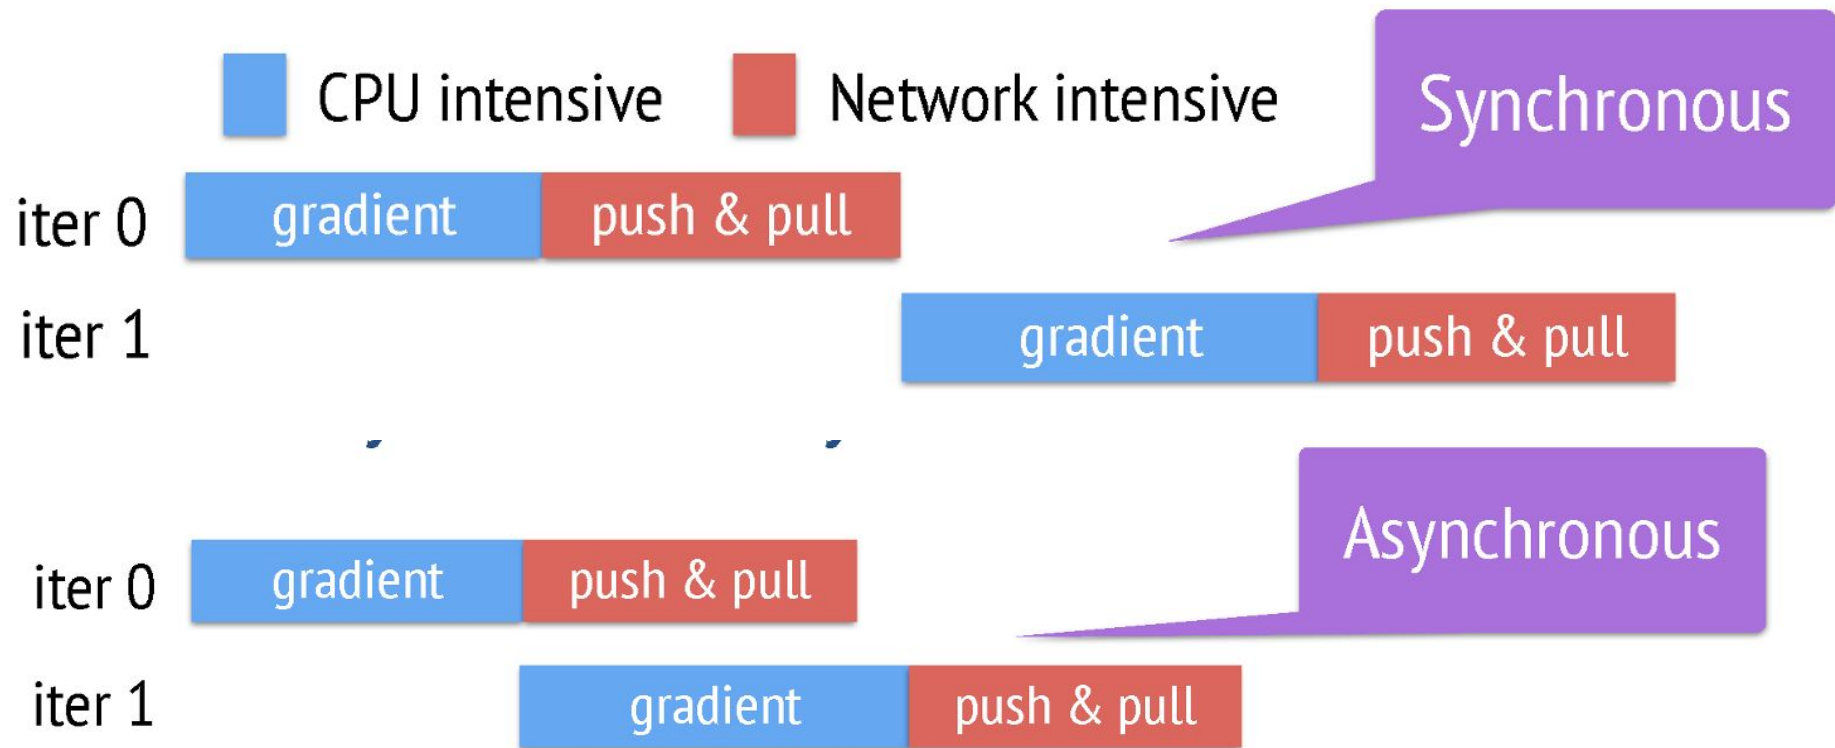 CPU intensive
Network intensive
Synchronous
iter 0
gradient
push & pull
iter 1
gradient
push & pull
Asynchronous
iter 0
gradient
push & pull
iter 1
gradient
push & pull